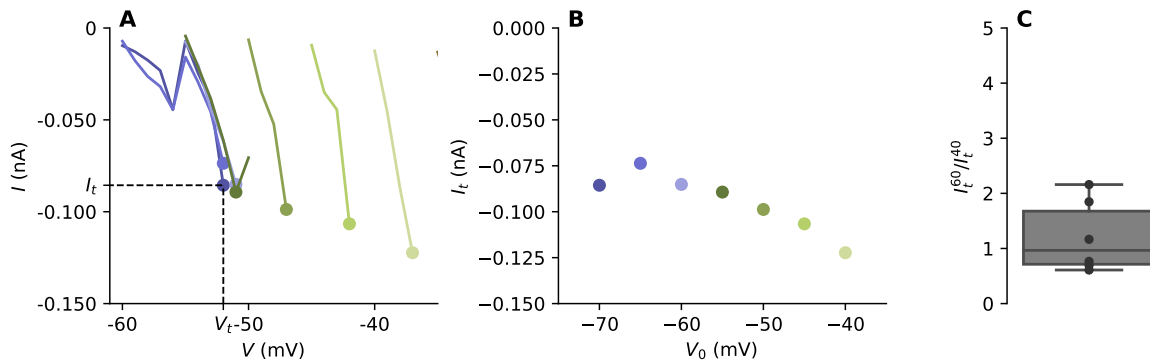 A
0
-0.050
-0.100
-0.150
I (nA)
I_t
-60
V_t
-50
-40
V (mV)
B
0.000
−0.025
−0.050
−0.075
−0.100
−0.125
−0.150
I_t (nA)
−70
−60
−50
−40
V_0 (mV)
C
5
4
3
2
1
0
I_t^60/I_t^40